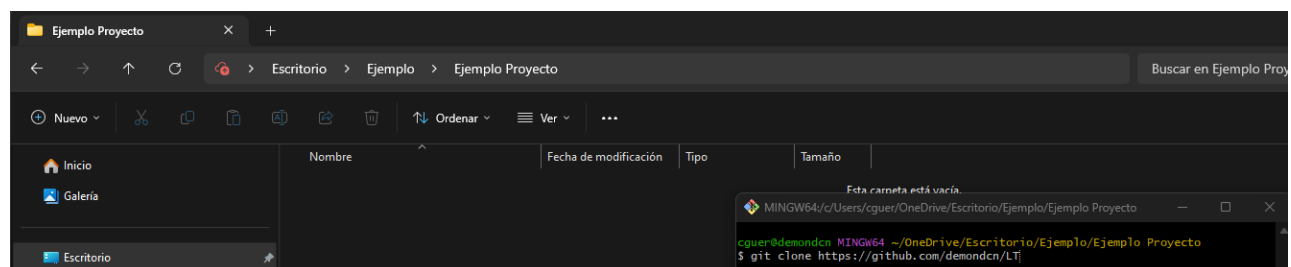 Ejemplo Proyecto
Escritorio > Ejemplo > Ejemplo Proyecto
Buscar en Ejemplo Proy
Nuevo
Ordenar
Ver
Inicio
Galería
Escritorio
Nombre
Fecha de modificación
Tipo
Tamaño
Esta carpeta está vacía.
MINGW64:/c/Users/cguer/OneDrive/Escritorio/Ejemplo/Ejemplo Proyecto
cguer@demondcn MINGW64 ~/OneDrive/Escritorio/Ejemplo/Ejemplo Proyecto
$ git clone https://github.com/demondcn/LT